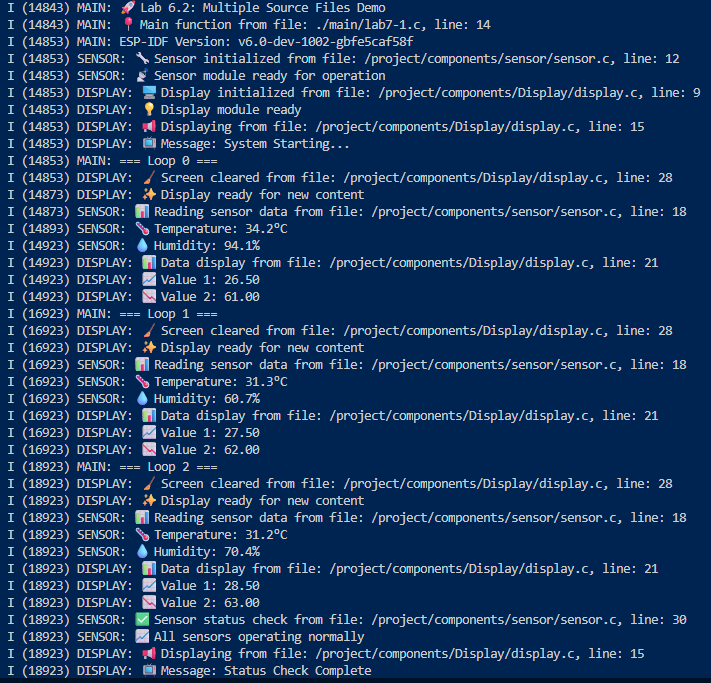 I (14843) MAIN: 🚀 Lab 6.2: Multiple Source Files Demo
I (14843) MAIN: 📍 Main function from file: ./main/lab7-1.c, line: 14
I (14853) MAIN: ESP-IDF Version: v6.0-dev-1002-gbfe5caf58f
I (14853) SENSOR: 🔧 Sensor initialized from file: /project/components/sensor/sensor.c, line: 12
I (14853) SENSOR: 📡 Sensor module ready for operation
I (14853) DISPLAY: 🖥️ Display initialized from file: /project/components/Display/display.c, line: 9
I (14853) DISPLAY: 💡 Display module ready
I (14853) DISPLAY: 📢 Displaying from file: /project/components/Display/display.c, line: 15
I (14853) DISPLAY: 📺 Message: System Starting...
I (14853) MAIN: === Loop 0 ===
I (14853) DISPLAY: 🖌️ Screen cleared from file: /project/components/Display/display.c, line: 28
I (14873) DISPLAY: ✨ Display ready for new content
I (14873) SENSOR: 📊 Reading sensor data from file: /project/components/sensor/sensor.c, line: 18
I (14893) SENSOR: 🌡️ Temperature: 34.2°C
I (14923) SENSOR: 💧 Humidity: 94.1%
I (14923) DISPLAY: 📊 Data display from file: /project/components/Display/display.c, line: 21
I (14923) DISPLAY: 📈 Value 1: 26.50
I (14923) DISPLAY: 📉 Value 2: 61.00
I (16923) MAIN: === Loop 1 ===
I (16923) DISPLAY: 🖌️ Screen cleared from file: /project/components/Display/display.c, line: 28
I (16923) DISPLAY: ✨ Display ready for new content
I (16923) SENSOR: 📊 Reading sensor data from file: /project/components/sensor/sensor.c, line: 18
I (16923) SENSOR: 🌡️ Temperature: 31.3°C
I (16923) SENSOR: 💧 Humidity: 60.7%
I (16923) DISPLAY: 📊 Data display from file: /project/components/Display/display.c, line: 21
I (16923) DISPLAY: 📈 Value 1: 27.50
I (16923) DISPLAY: 📉 Value 2: 62.00
I (18923) MAIN: === Loop 2 ===
I (18923) DISPLAY: 🖌️ Screen cleared from file: /project/components/Display/display.c, line: 28
I (18923) DISPLAY: ✨ Display ready for new content
I (18923) SENSOR: 📊 Reading sensor data from file: /project/components/sensor/sensor.c, line: 18
I (18923) SENSOR: 🌡️ Temperature: 31.2°C
I (18923) SENSOR: 💧 Humidity: 70.4%
I (18923) DISPLAY: 📊 Data display from file: /project/components/Display/display.c, line: 21
I (18923) DISPLAY: 📈 Value 1: 28.50
I (18923) DISPLAY: 📉 Value 2: 63.00
I (18923) SENSOR: ✅ Sensor status check from file: /project/components/sensor/sensor.c, line: 30
I (18923) SENSOR: 📈 All sensors operating normally
I (18923) DISPLAY: 📢 Displaying from file: /project/components/Display/display.c, line: 15
I (18923) DISPLAY: 📺 Message: Status Check Complete